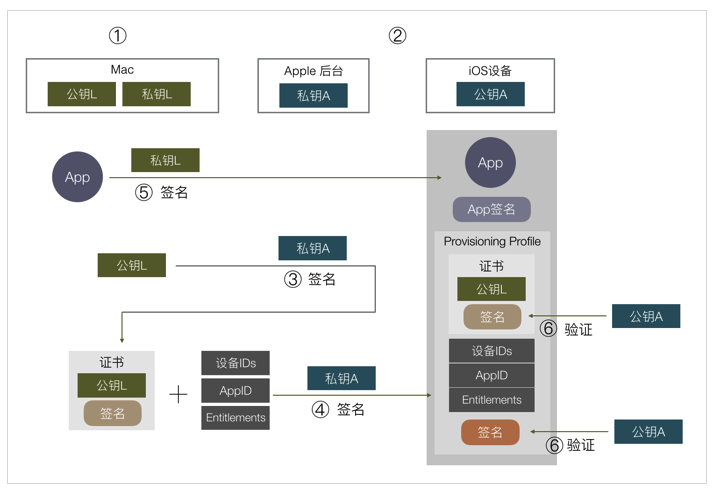 ①
②
Mac
公钥L
私钥L
Apple 后台
私钥A
iOS设备
公钥A
App
私钥L
⑤ 签名
App
App签名
Provisioning Profile
证书
公钥L
签名
公钥L
私钥A
③ 签名
⑥ 验证
公钥A
证书
公钥L
签名
+
设备IDs
AppID
Entitlements
私钥A
④ 签名
设备IDs
AppID
Entitlements
签名
⑥ 验证
公钥A